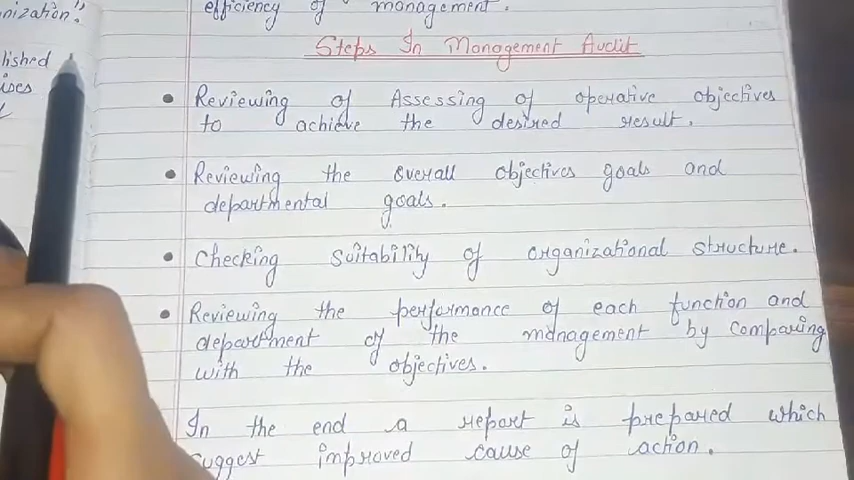 nization."
lished
ises
efficiency of management.
Steps In Management Audit
• Reviewing of Assessing of operative objectives
to achieve the desired result.
• Reviewing the overall objectives goals and
departmental goals.
• Checking suitability of organizational structure.
• Reviewing the performance of each function and
department of the management by comparing
with the objectives.
In the end a report is prepared which
suggest improved cause of action.